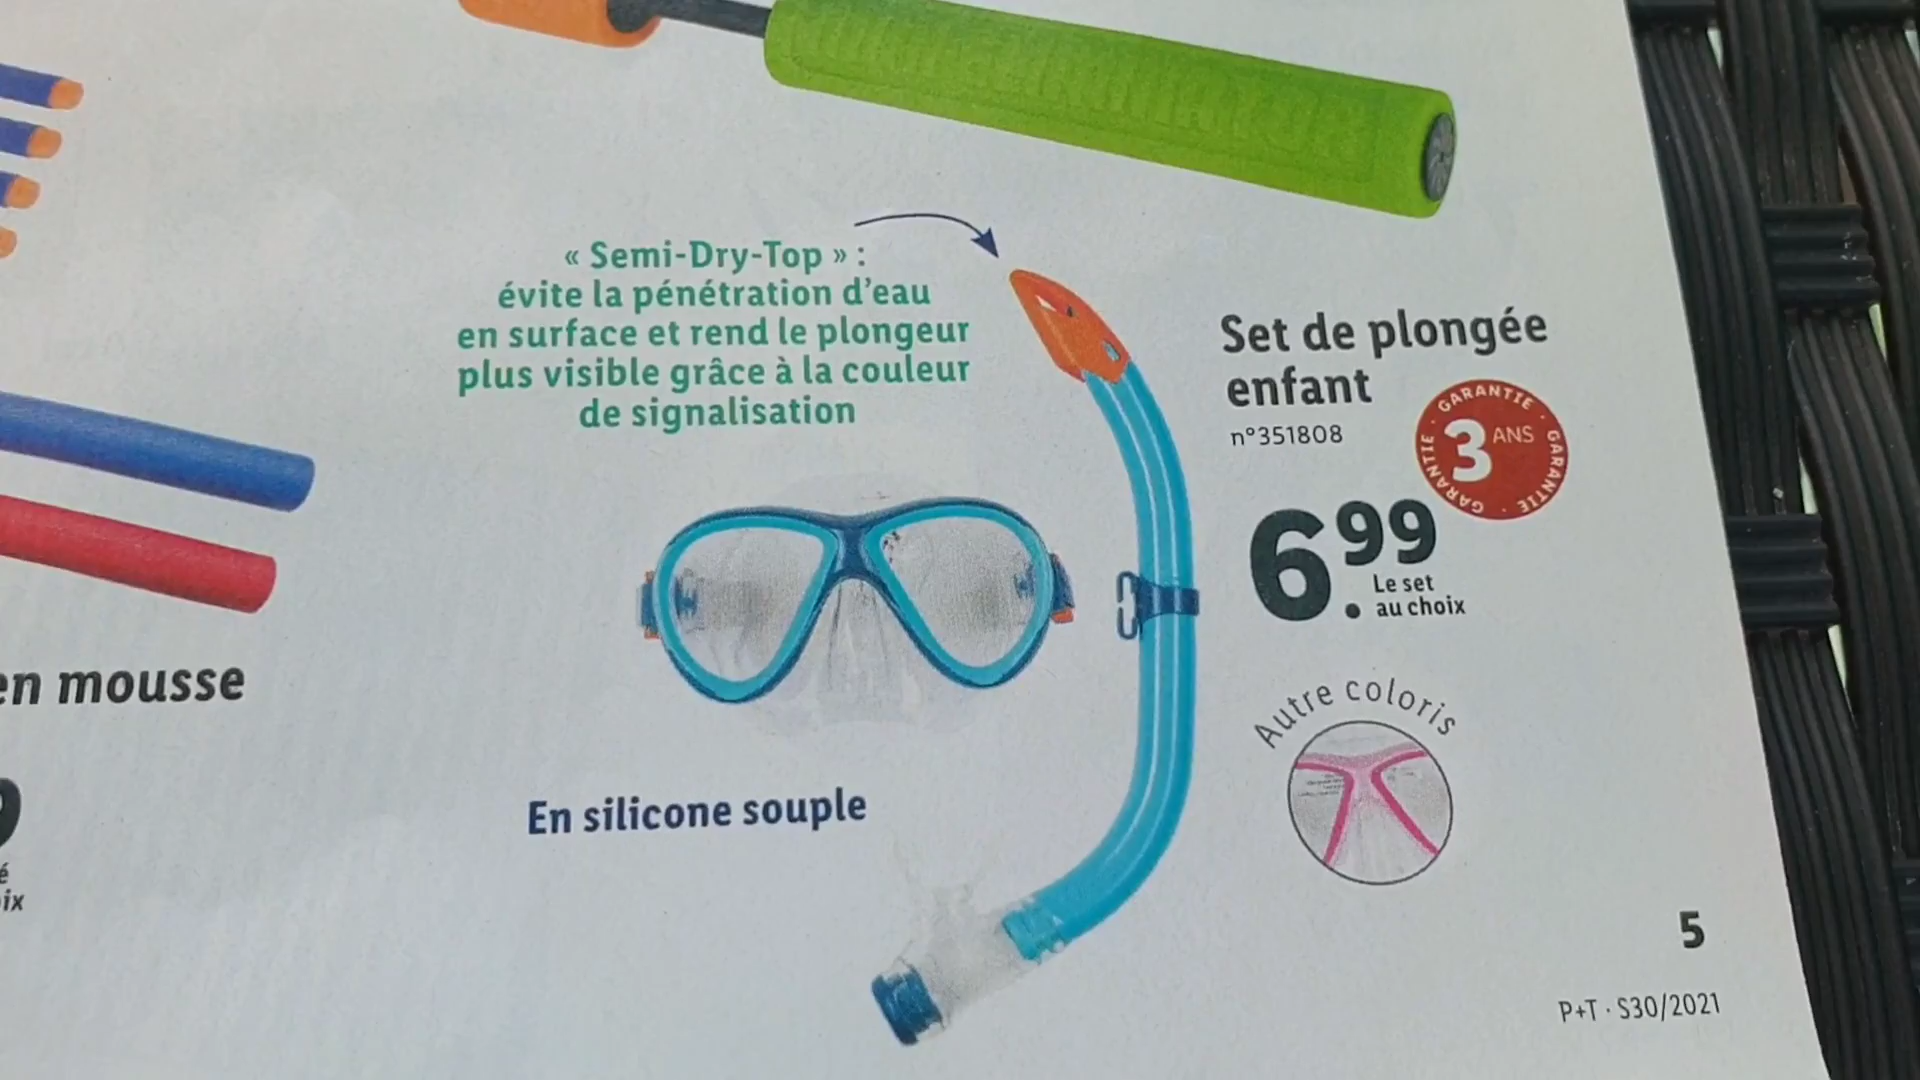 « Semi-Dry-Top » :
évite la pénétration d'eau
en surface et rend le plongeur
plus visible grâce à la couleur
de signalisation
Set de plongée
enfant
n°351808
GARANTIE · GARANTIE · GARANTIE · GARANTIE
3 ANS
6.99
Le set
au choix
Autre coloris
en mousse
En silicone souple
5
P+T · S30/2021